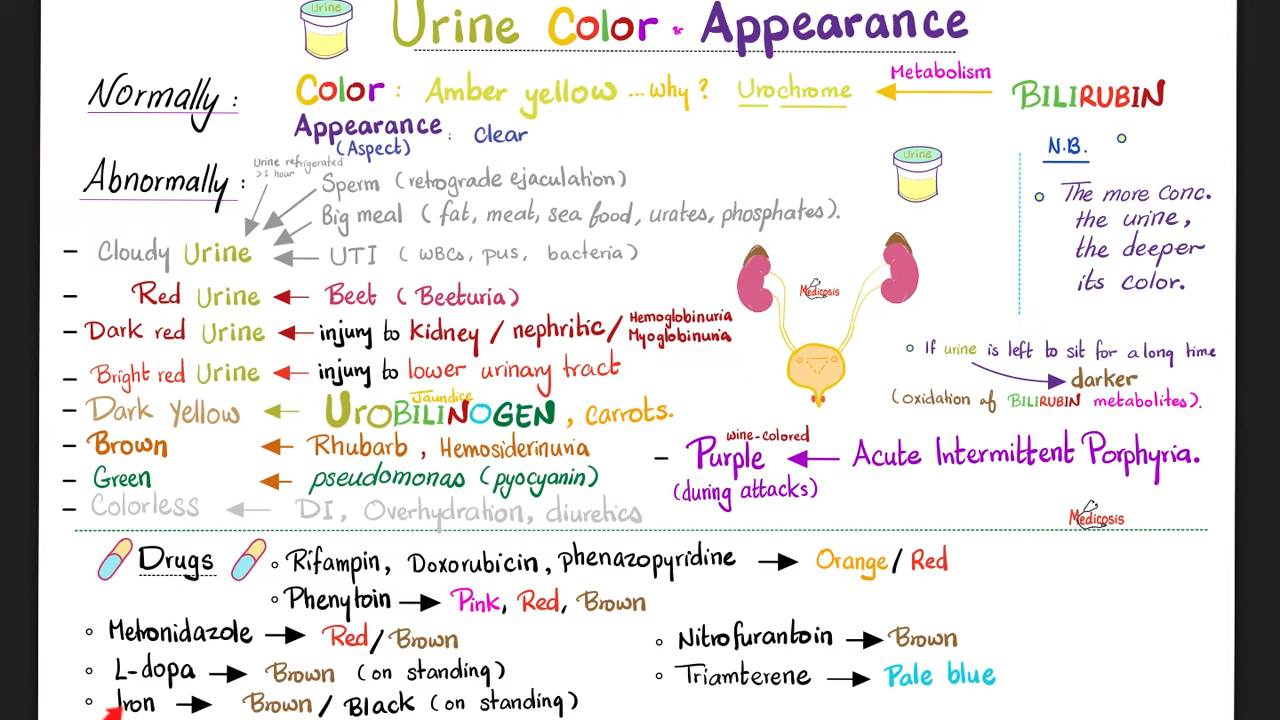 Urine
Urine Color & Appearance
Normally :
Color : Amber yellow ... why ? Urochrome
Metabolism
BILIRUBIN
Appearance : Clear
(Aspect)
N.B.
Urine
The more conc.
the urine,
the deeper
its color.
Abnormally :
Urine refrigerated
>1 hour
Sperm (retrograde ejaculation)
Big meal (fat, meat, sea food, urates, phosphates).
- Cloudy Urine UTI (WBCs, pus, bacteria)
- Red Urine Beet (Beeturia)
- Dark red Urine injury to Kidney / nephritic / Hemoglobinuria
Myoglobinuria
- Bright red Urine injury to lower urinary tract
Jaundice
- Dark Yellow UROBILINOGEN , carrots.
- Brown Rhubarb , Hemosiderinuria
- Green pseudomonas (pyocyanin)
- Colorless DI, Overhydration, diuretics
Medicosis
If urine is left to sit for a long time
darker
(oxidation of BILIRUBIN metabolites).
wine-colored
- Purple Acute Intermittent Porphyria.
(during attacks)
Medicosis
Drugs
Rifampin, Doxorubicin, phenazopyridine Orange / Red
Phenytoin Pink, Red, Brown
Metronidazole Red / Brown
Nitrofurantoin Brown
L-dopa Brown (on standing)
Triamterene Pale blue
Iron Brown / Black (on standing)